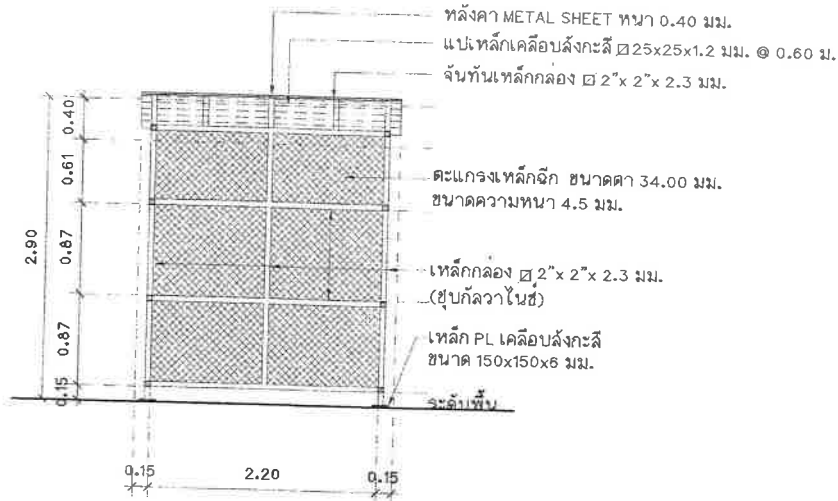 หลังคา METAL SHEET หนา 0.40 มม.
แปเหล็กเคลือบสังกะสี ⌷ 25x25x1.2 มม. @ 0.60 ม.
จันทันเหล็กกล่อง ⌷ 2"x 2"x 2.3 มม.
ตะแกรงเหล็กฉีก ขนาดตา 34.00 มม.
ขนาดความหนา 4.5 มม.
เหล็กกล่อง ⌷ 2"x 2"x 2.3 มม.
(ชุบกัลวาไนซ์)
เหล็ก PL เคลือบสังกะสี
ขนาด 150x150x6 มม.
ระดับพื้น
0.40
0.61
2.90
0.87
0.87
0.15
0.15
2.20
0.15